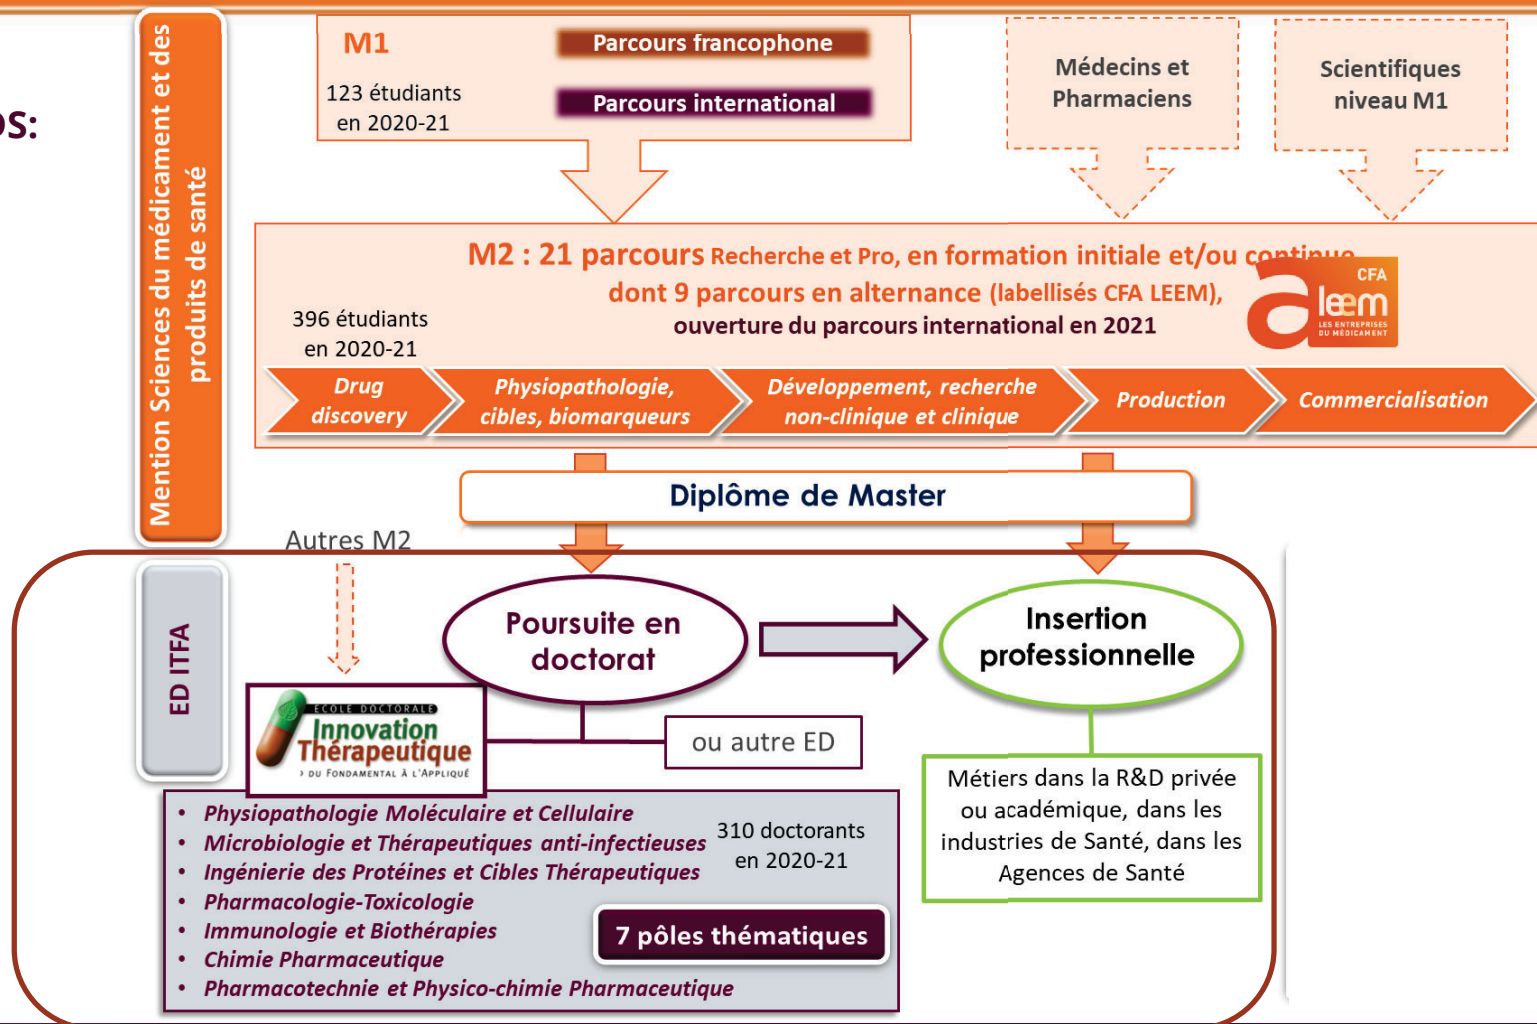 OS:
Mention Sciences du médicament et des
produits de santé
M1
123 étudiants
en 2020-21
Parcours francophone
Parcours international
Médecins et
Pharmaciens
Scientifiques
niveau M1
M2 : 21 parcours Recherche et Pro, en formation initiale et/ou continue
dont 9 parcours en alternance (labellisés CFA LEEM),
ouverture du parcours international en 2021
CFA
leem
LES ENTREPRISES
DU MÉDICAMENT
396 étudiants
en 2020-21
Drug
discovery
Physiopathologie,
cibles, biomarqueurs
Développement, recherche
non-clinique et clinique
Production
Commercialisation
Diplôme de Master
Autres M2
ED ITFA
Poursuite en
doctorat
Insertion
professionnelle
ECOLE DOCTORALE
Innovation
Thérapeutique
› DU FONDAMENTAL À L'APPLIQUÉ
ou autre ED
Métiers dans la R&D privée
ou académique, dans les
industries de Santé, dans les
Agences de Santé
• Physiopathologie Moléculaire et Cellulaire
• Microbiologie et Thérapeutiques anti-infectieuses
• Ingénierie des Protéines et Cibles Thérapeutiques
• Pharmacologie-Toxicologie
• Immunologie et Biothérapies
• Chimie Pharmaceutique
• Pharmacotechnie et Physico-chimie Pharmaceutique
310 doctorants
en 2020-21
7 pôles thématiques